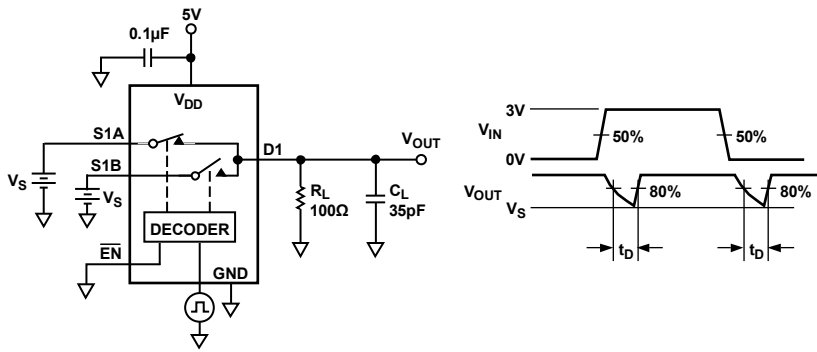 5V
0.1µF
VDD
S1A
D1
VOUT
S1B
VS
VS
RL
100Ω
CL
35pF
DECODER
EN
GND
3V
VIN
50%
50%
0V
VOUT
80%
80%
VS
tD
tD